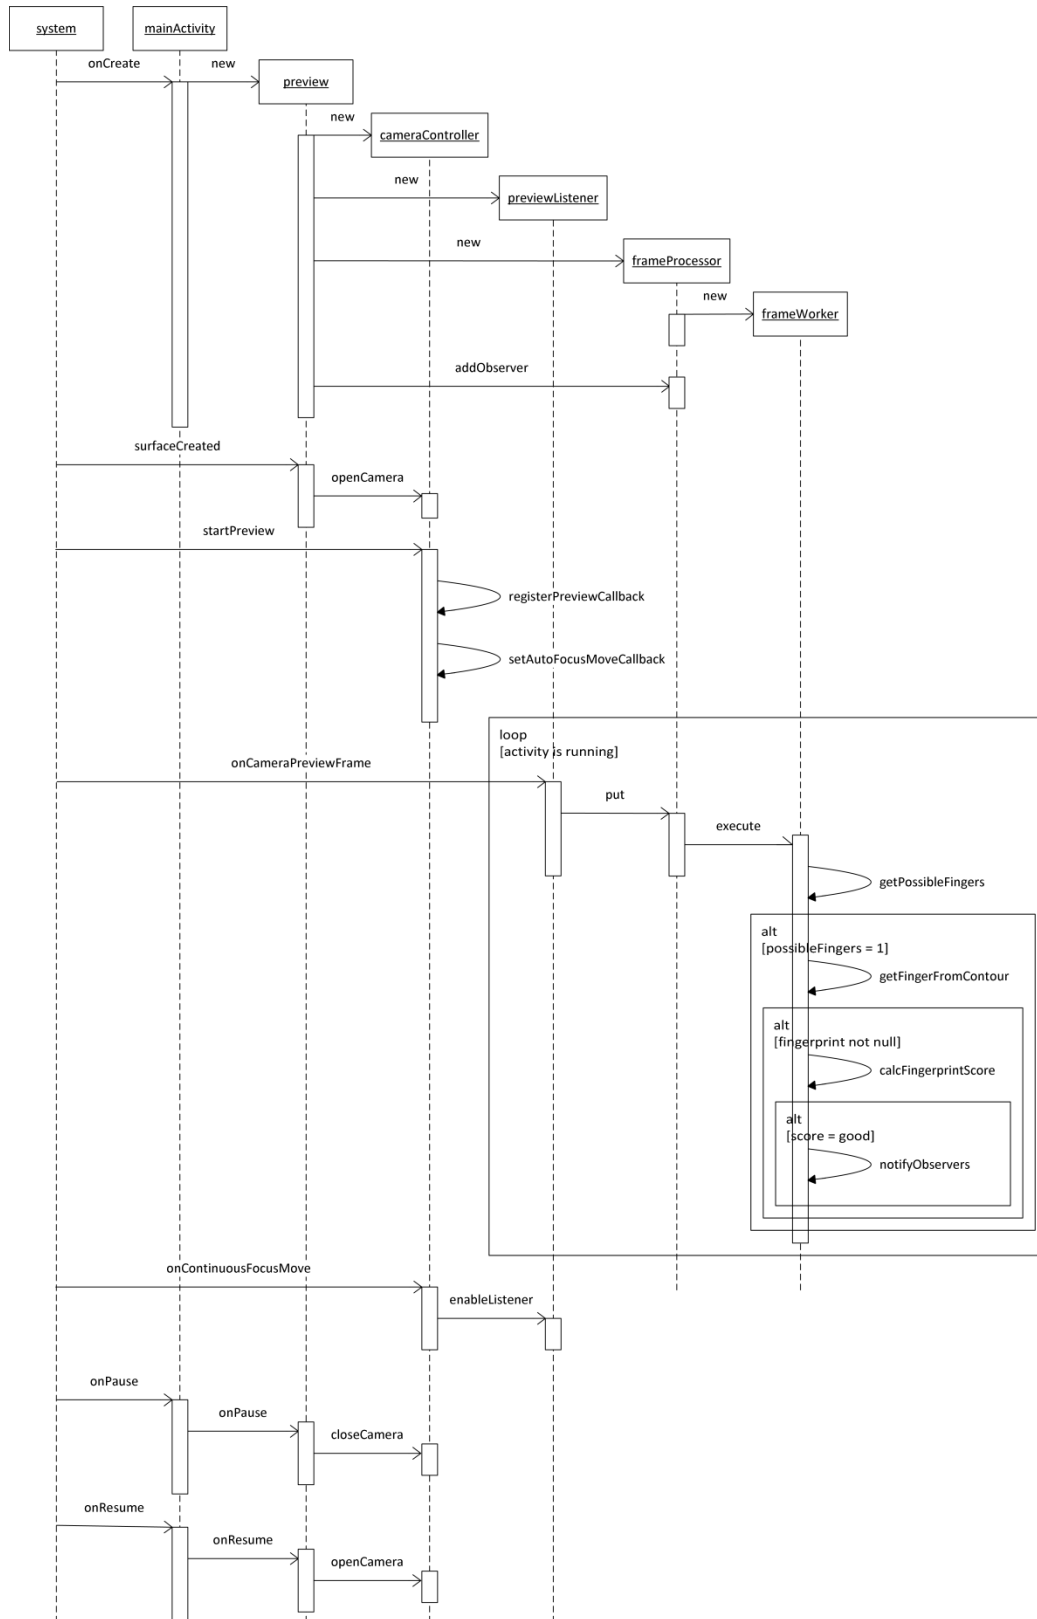 system
mainActivity
onCreate
new
preview
new
cameraController
new
previewListener
new
frameProcessor
new
frameWorker
addObserver
surfaceCreated
openCamera
startPreview
registerPreviewCallback
setAutoFocusMoveCallback
loop
[activity is running]
onCameraPreviewFrame
put
execute
getPossibleFingers
alt
[possibleFingers = 1]
getFingerFromContour
alt
[fingerprint not null]
calcFingerprintScore
alt
[score = good]
notifyObservers
onContinuousFocusMove
enableListener
onPause
onPause
closeCamera
onResume
onResume
openCamera